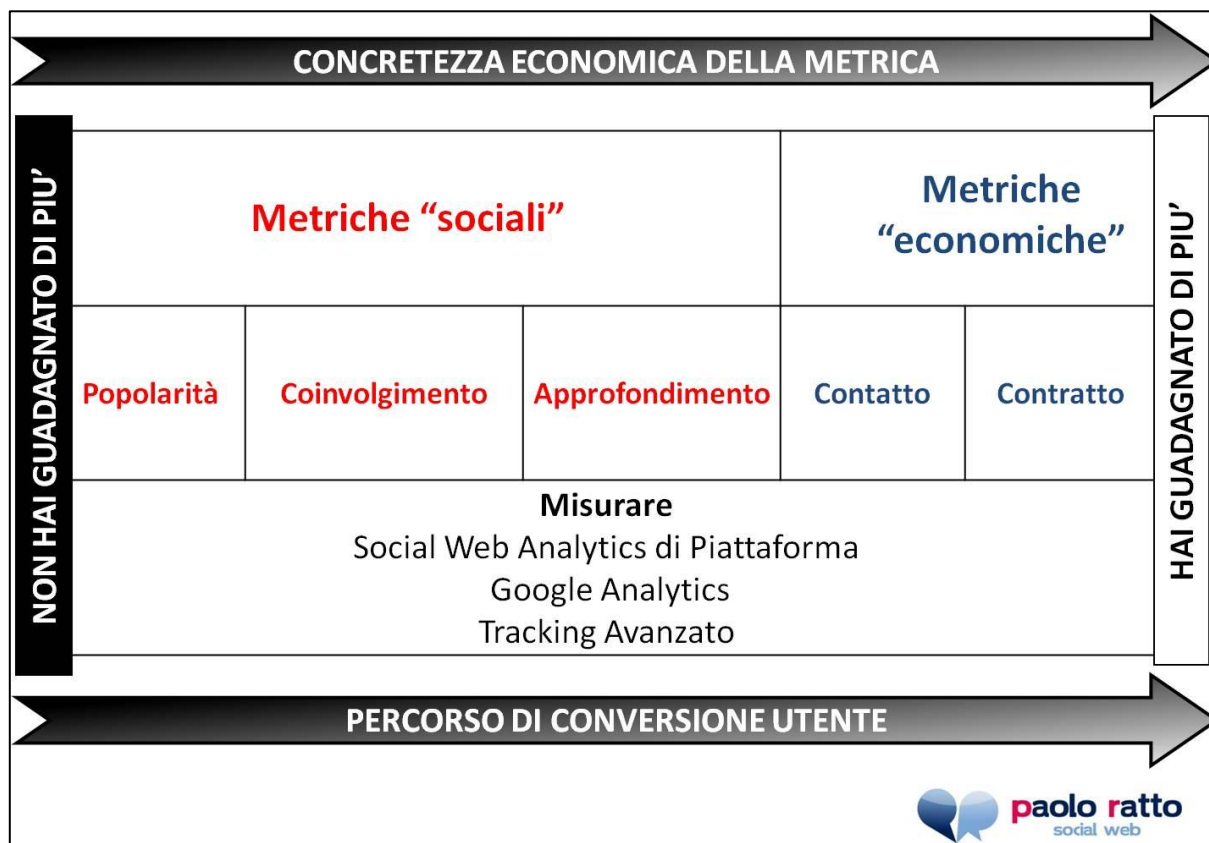 CONCRETEZZA ECONOMICA DELLA METRICA
NON HAI GUADAGNATO DI PIU’
Metriche “sociali”
Metriche
“economiche”
HAI GUADAGNATO DI PIU’
Popolarità
Coinvolgimento
Approfondimento
Contatto
Contratto
Misurare
Social Web Analytics di Piattaforma
Google Analytics
Tracking Avanzato
PERCORSO DI CONVERSIONE UTENTE
paolo ratto
social web